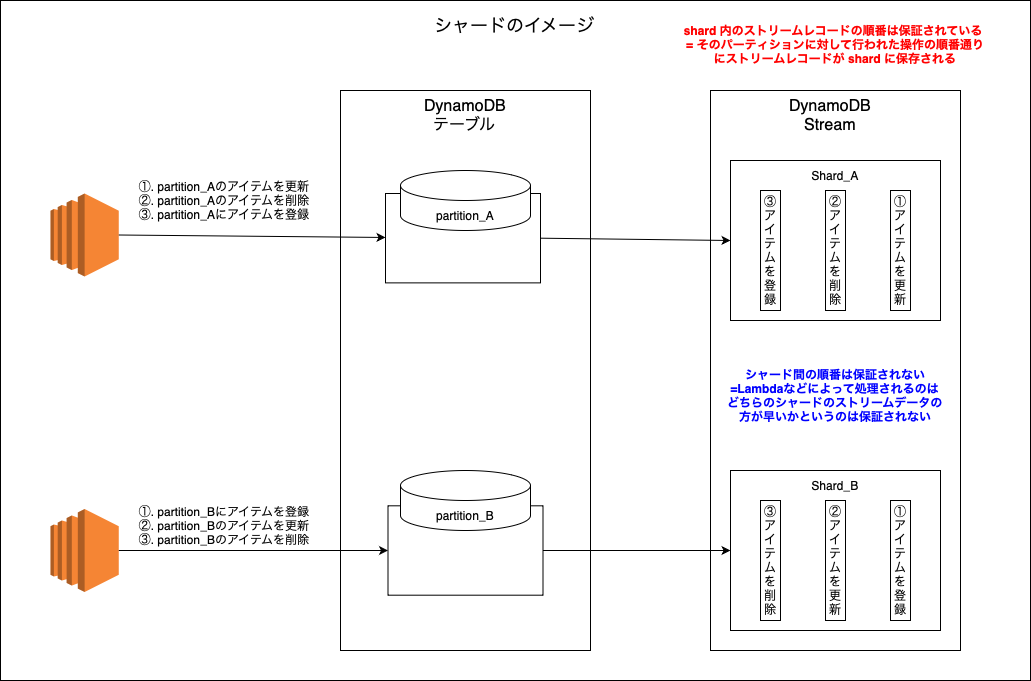 シャードのイメージ
shard 内のストリームレコードの順番は保証されている
= そのパーティションに対して行われた操作の順番通り
にストリームレコードが shard に保存される
DynamoDB
テーブル
DynamoDB
Stream
①. partition_Aのアイテムを更新
②. partition_Aのアイテムを削除
③. partition_Aにアイテムを登録
partition_A
Shard_A
③アイテムを登録
②アイテムを削除
①アイテムを更新
シャード間の順番は保証されない
=Lambdaなどによって処理されるのは
どちらのシャードのストリームデータの
方が早いかというのは保証されない
①. partition_Bにアイテムを登録
②. partition_Bのアイテムを更新
③. partition_Bのアイテムを削除
partition_B
Shard_B
③アイテムを削除
②アイテムを更新
①アイテムを登録